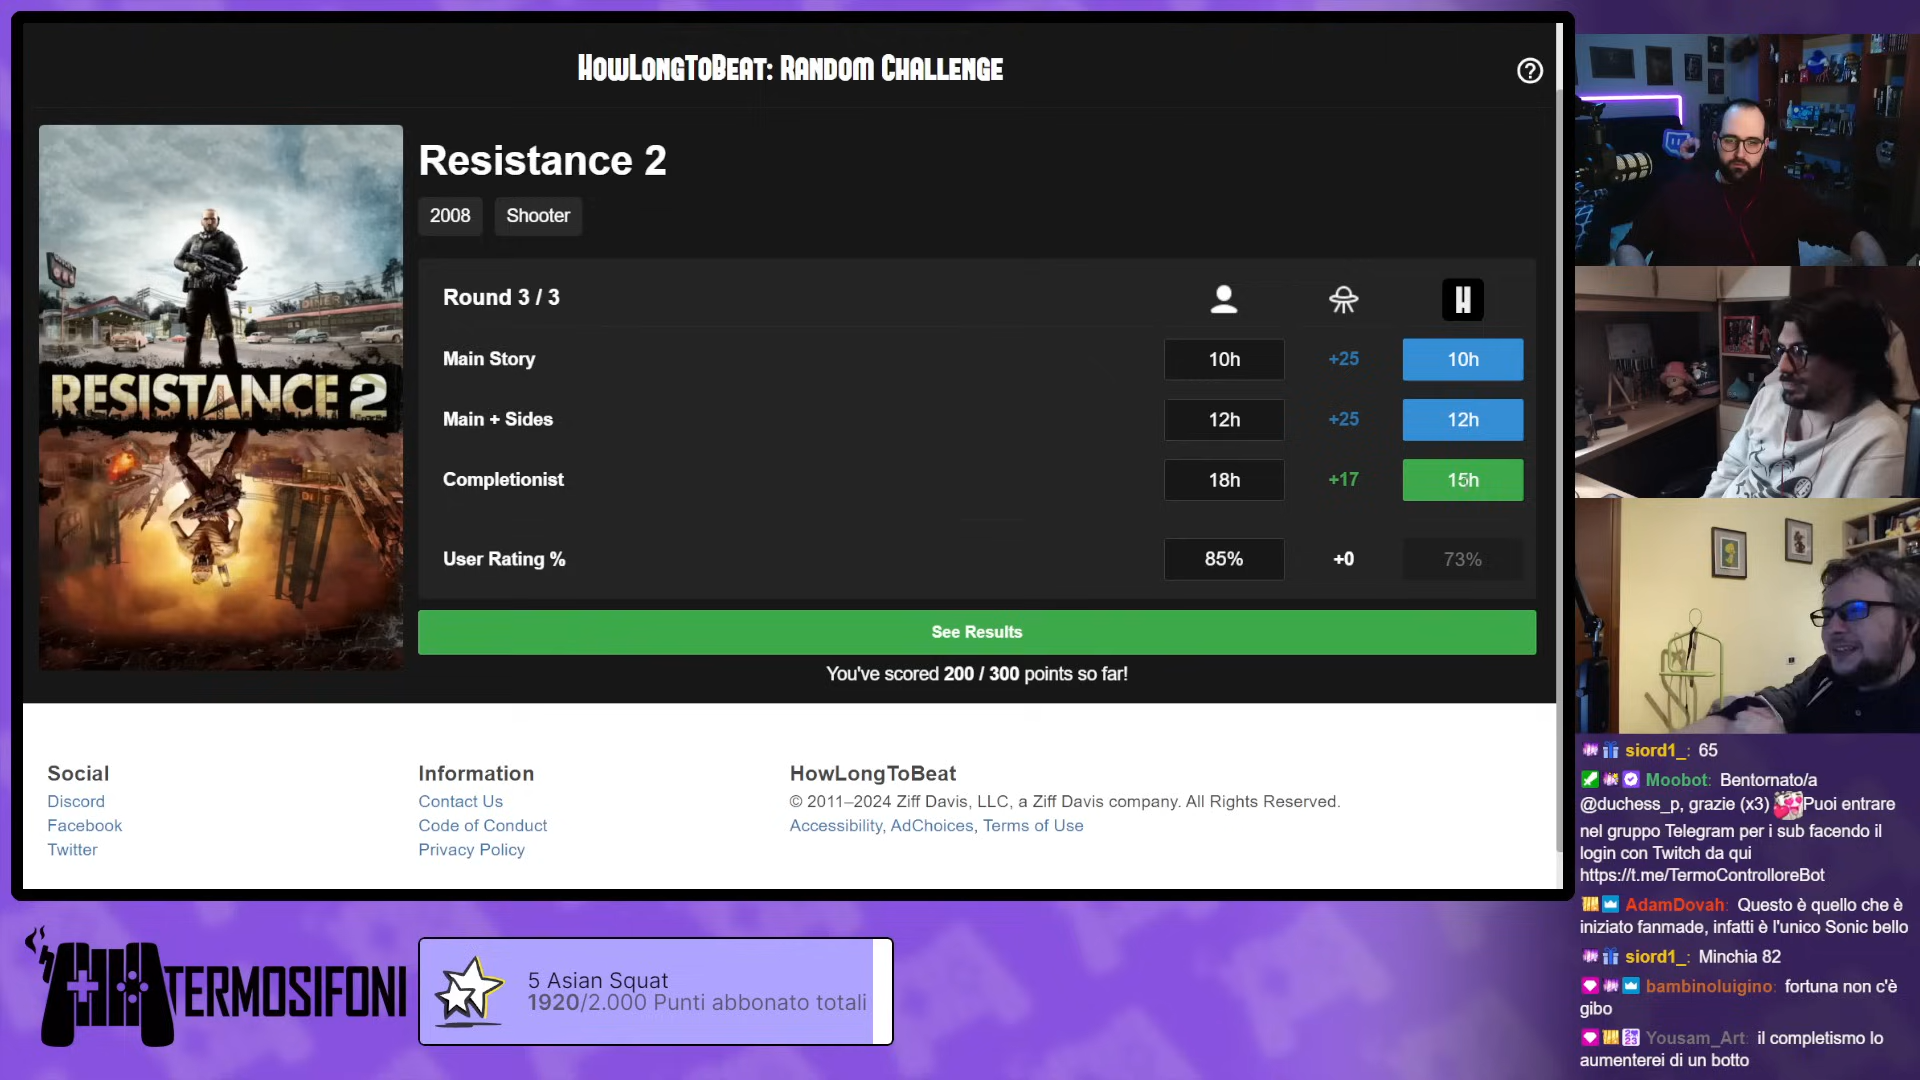 HowLongToBeat: Random Challenge
?
Resistance 2
2008
Shooter
RESISTANCE 2
Round 3 / 3
Main Story
10h
+25
10h
Main + Sides
12h
+25
12h
Completionist
18h
+17
15h
User Rating %
85%
+0
73%
See Results
You've scored 200 / 300 points so far!
Social
Discord
Facebook
Twitter
Information
Contact Us
Code of Conduct
Privacy Policy
HowLongToBeat
© 2011–2024 Ziff Davis, LLC, a Ziff Davis company. All Rights Reserved.
Accessibility, AdChoices, Terms of Use
TERMOSIFONI
5 Asian Squat
1920/2.000 Punti abbonato totali
siord1_: 65
Moobot: Bentornato/a
@duchess_p, grazie (x3) Puoi entrare
nel gruppo Telegram per i sub facendo il
login con Twitch da qui
https://t.me/TermoControlloreBot
AdamDovah: Questo è quello che è
iniziato fanmade, infatti è l'unico Sonic bello
siord1_: Minchia 82
bambinoluigino: fortuna non c'è
gibo
Yousam_Art: il completismo lo
aumenterei di un botto